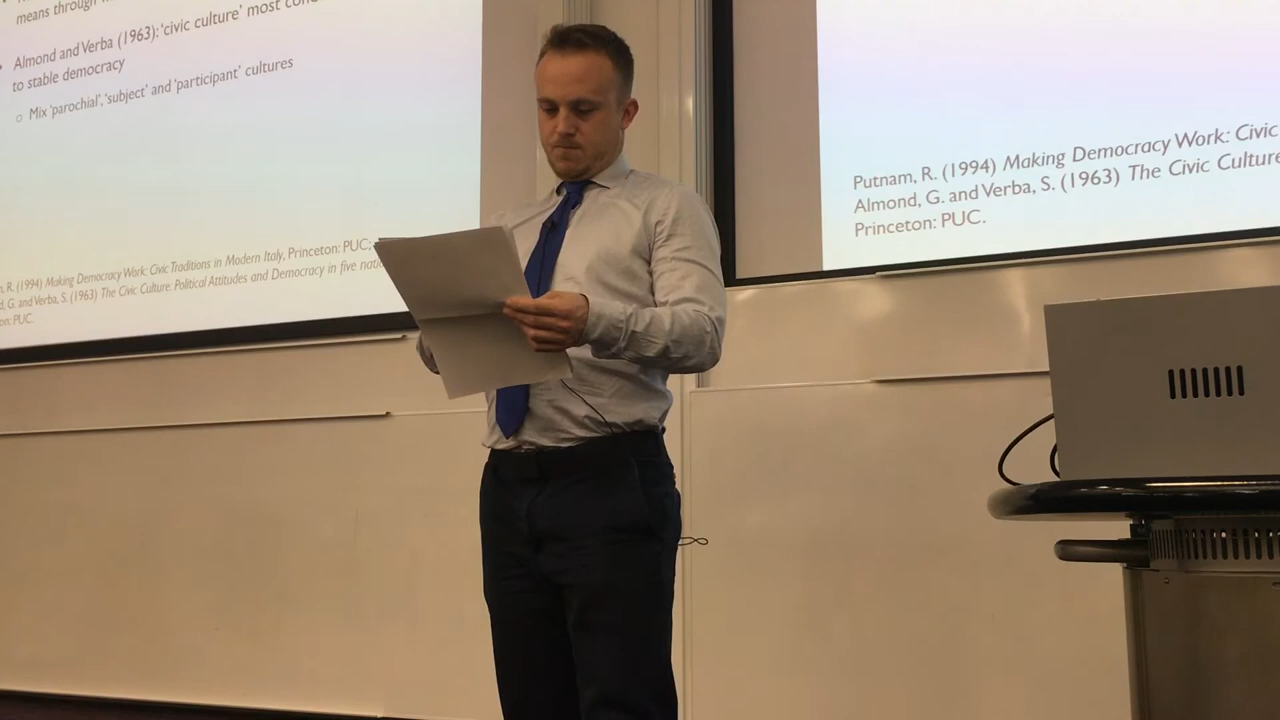 means through
Almond and Verba (1963): 'civic culture' most
to stable democracy
Mix 'parochial', 'subject' and 'participant' cultures
R. (1994) Making Democracy Work: Civic Traditions in Modern Italy, Princeton: PUC;
G. and Verba, S. (1963) The Civic Culture: Political Attitudes and Democracy in five
PUC.
Putnam, R. (1994) Making Democracy Work: Civic
Almond, G. and Verba, S. (1963) The Civic Culture
Princeton: PUC.